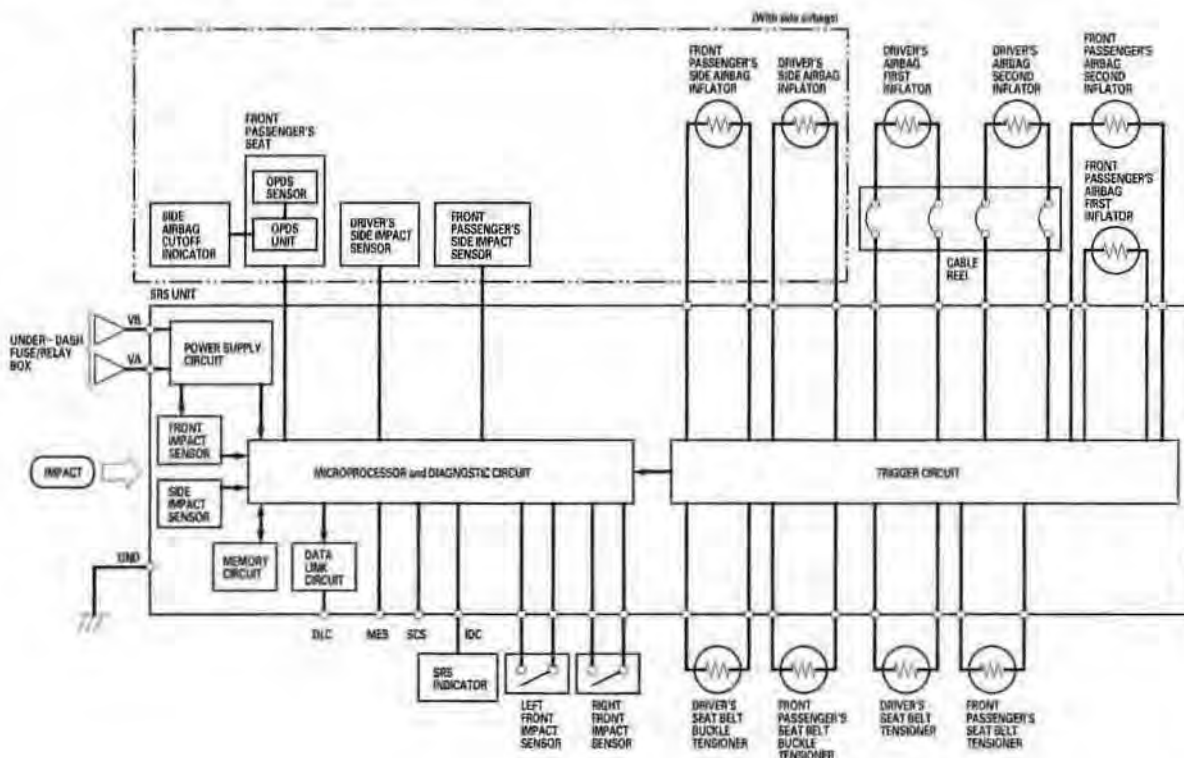 (With side airbags)
FRONT
PASSENGER'S
SIDE AIRBAG
INFLATOR
DRIVER'S
SIDE AIRBAG
INFLATOR
DRIVER'S
AIRBAG
FIRST
INFLATOR
DRIVER'S
AIRBAG
SECOND
INFLATOR
FRONT
PASSENGER'S
AIRBAG
SECOND
INFLATOR
FRONT
PASSENGER'S
AIRBAG
FIRST
INFLATOR
FRONT
PASSENGER'S
SEAT
OPDS
SENSOR
OPDS
UNIT
SIDE
AIRBAG
CUTOFF
INDICATOR
DRIVER'S
SIDE IMPACT
SENSOR
FRONT
PASSENGER'S
SIDE IMPACT
SENSOR
CABLE
REEL
SRS UNIT
UNDER-DASH
FUSE/RELAY
BOX
VB
VA
POWER SUPPLY
CIRCUIT
FRONT
IMPACT
SENSOR
IMPACT
SIDE
IMPACT
SENSOR
MICROPROCESSOR and DIAGNOSTIC CIRCUIT
TRIGGER CIRCUIT
GND
MEMORY
CIRCUIT
DATA
LINK
CIRCUIT
DLC
MES
SCS
IDC
SRS
INDICATOR
LEFT
FRONT
IMPACT
SENSOR
RIGHT
FRONT
IMPACT
SENSOR
DRIVER'S
SEAT BELT
BUCKLE
TENSIONER
FRONT
PASSENGER'S
SEAT BELT
BUCKLE
TENSIONER
DRIVER'S
SEAT BELT
TENSIONER
FRONT
PASSENGER'S
SEAT BELT
TENSIONER